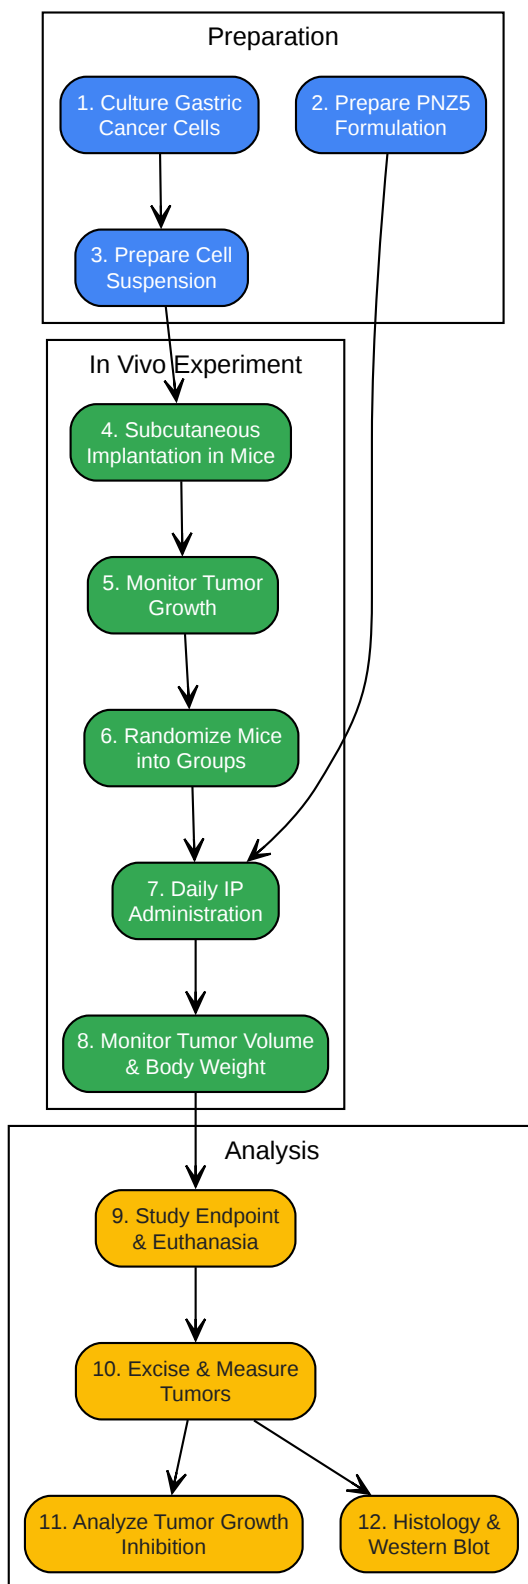 Preparation
1. Culture Gastric
Cancer Cells
2. Prepare PNZ5
Formulation
3. Prepare Cell
Suspension
In Vivo Experiment
4. Subcutaneous
Implantation in Mice
5. Monitor Tumor
Growth
6. Randomize Mice
into Groups
7. Daily IP
Administration
8. Monitor Tumor Volume
& Body Weight
Analysis
9. Study Endpoint
& Euthanasia
10. Excise & Measure
Tumors
11. Analyze Tumor Growth
Inhibition
12. Histology &
Western Blot